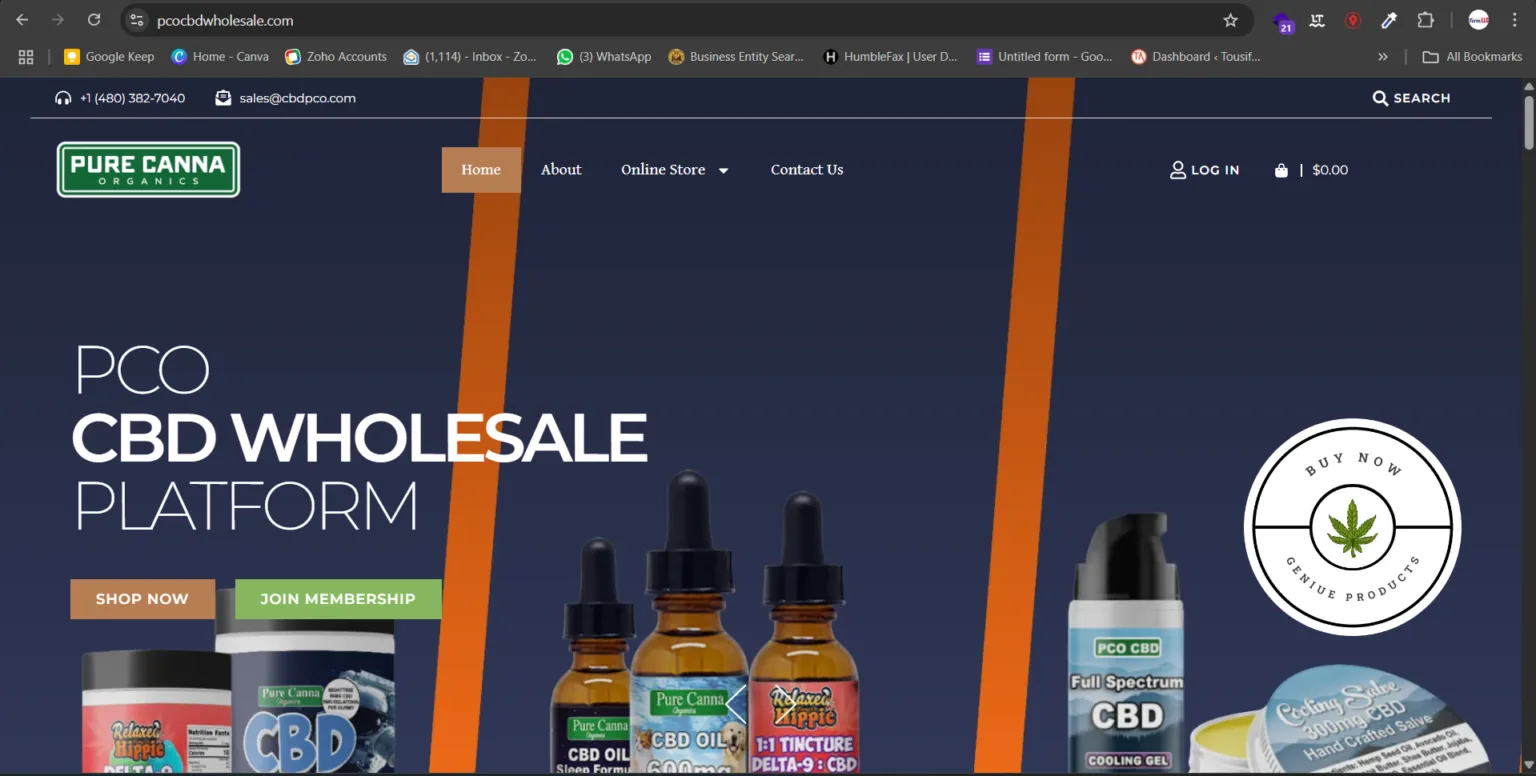 pcocbdwholesale.com
21
Google Keep
Home - Canva
Zoho Accounts
(1,114) - Inbox - Zo...
(3) WhatsApp
Business Entity Sear...
HumbleFax | User D...
Untitled form - Goo...
Dashboard ‹ Tousif...
»
All Bookmarks
+1 (480) 382-7040
sales@cbdpco.com
SEARCH
PURE CANNA
ORGANICS
Home
About
Online Store
Contact Us
LOG IN
| $0.00
PCO
CBD WHOLESALE
PLATFORM
SHOP NOW
JOIN MEMBERSHIP
BUY NOW
GENIUE PRODUCTS
Relaxed
Hippie
DELTA-9
Nutrition Facts
Pure Canna
Organics
CBD
Pure Canna
Organics
CBD OIL
Sleep Formu
Pure Canna
Organics
CBD OIL
600mg
Relaxed
Hippie
1:1 TINCTURE
DELTA-9 : CBD
PCO CBD
Full Spectrum
CBD
COOLING GEL
Cooling Salve
300mg CBD
Hand Crafted Salve